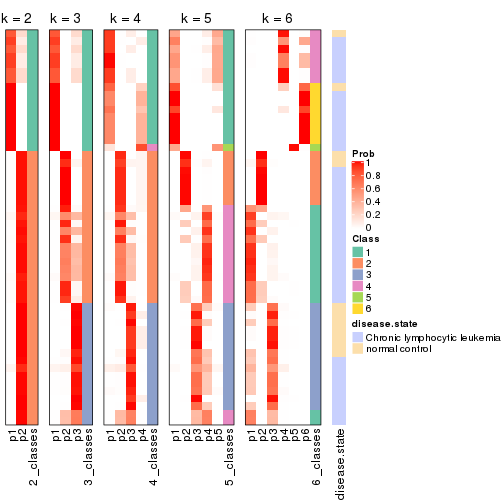 k = 2 k = 3 k = 4 k = 5 k = 6
Prob
1
0.8
0.6
0.4
0.2
0
Class
1
2
3
4
5
6
disease.state
Chronic lymphocytic leukemia
normal control
p1 p2 2_classes p1 p2 p3 3_classes p1 p2 p3 p4 4_classes p1 p2 p3 p4 p5 5_classes p1 p2 p3 p4 p5 p6 6_classes disease.state